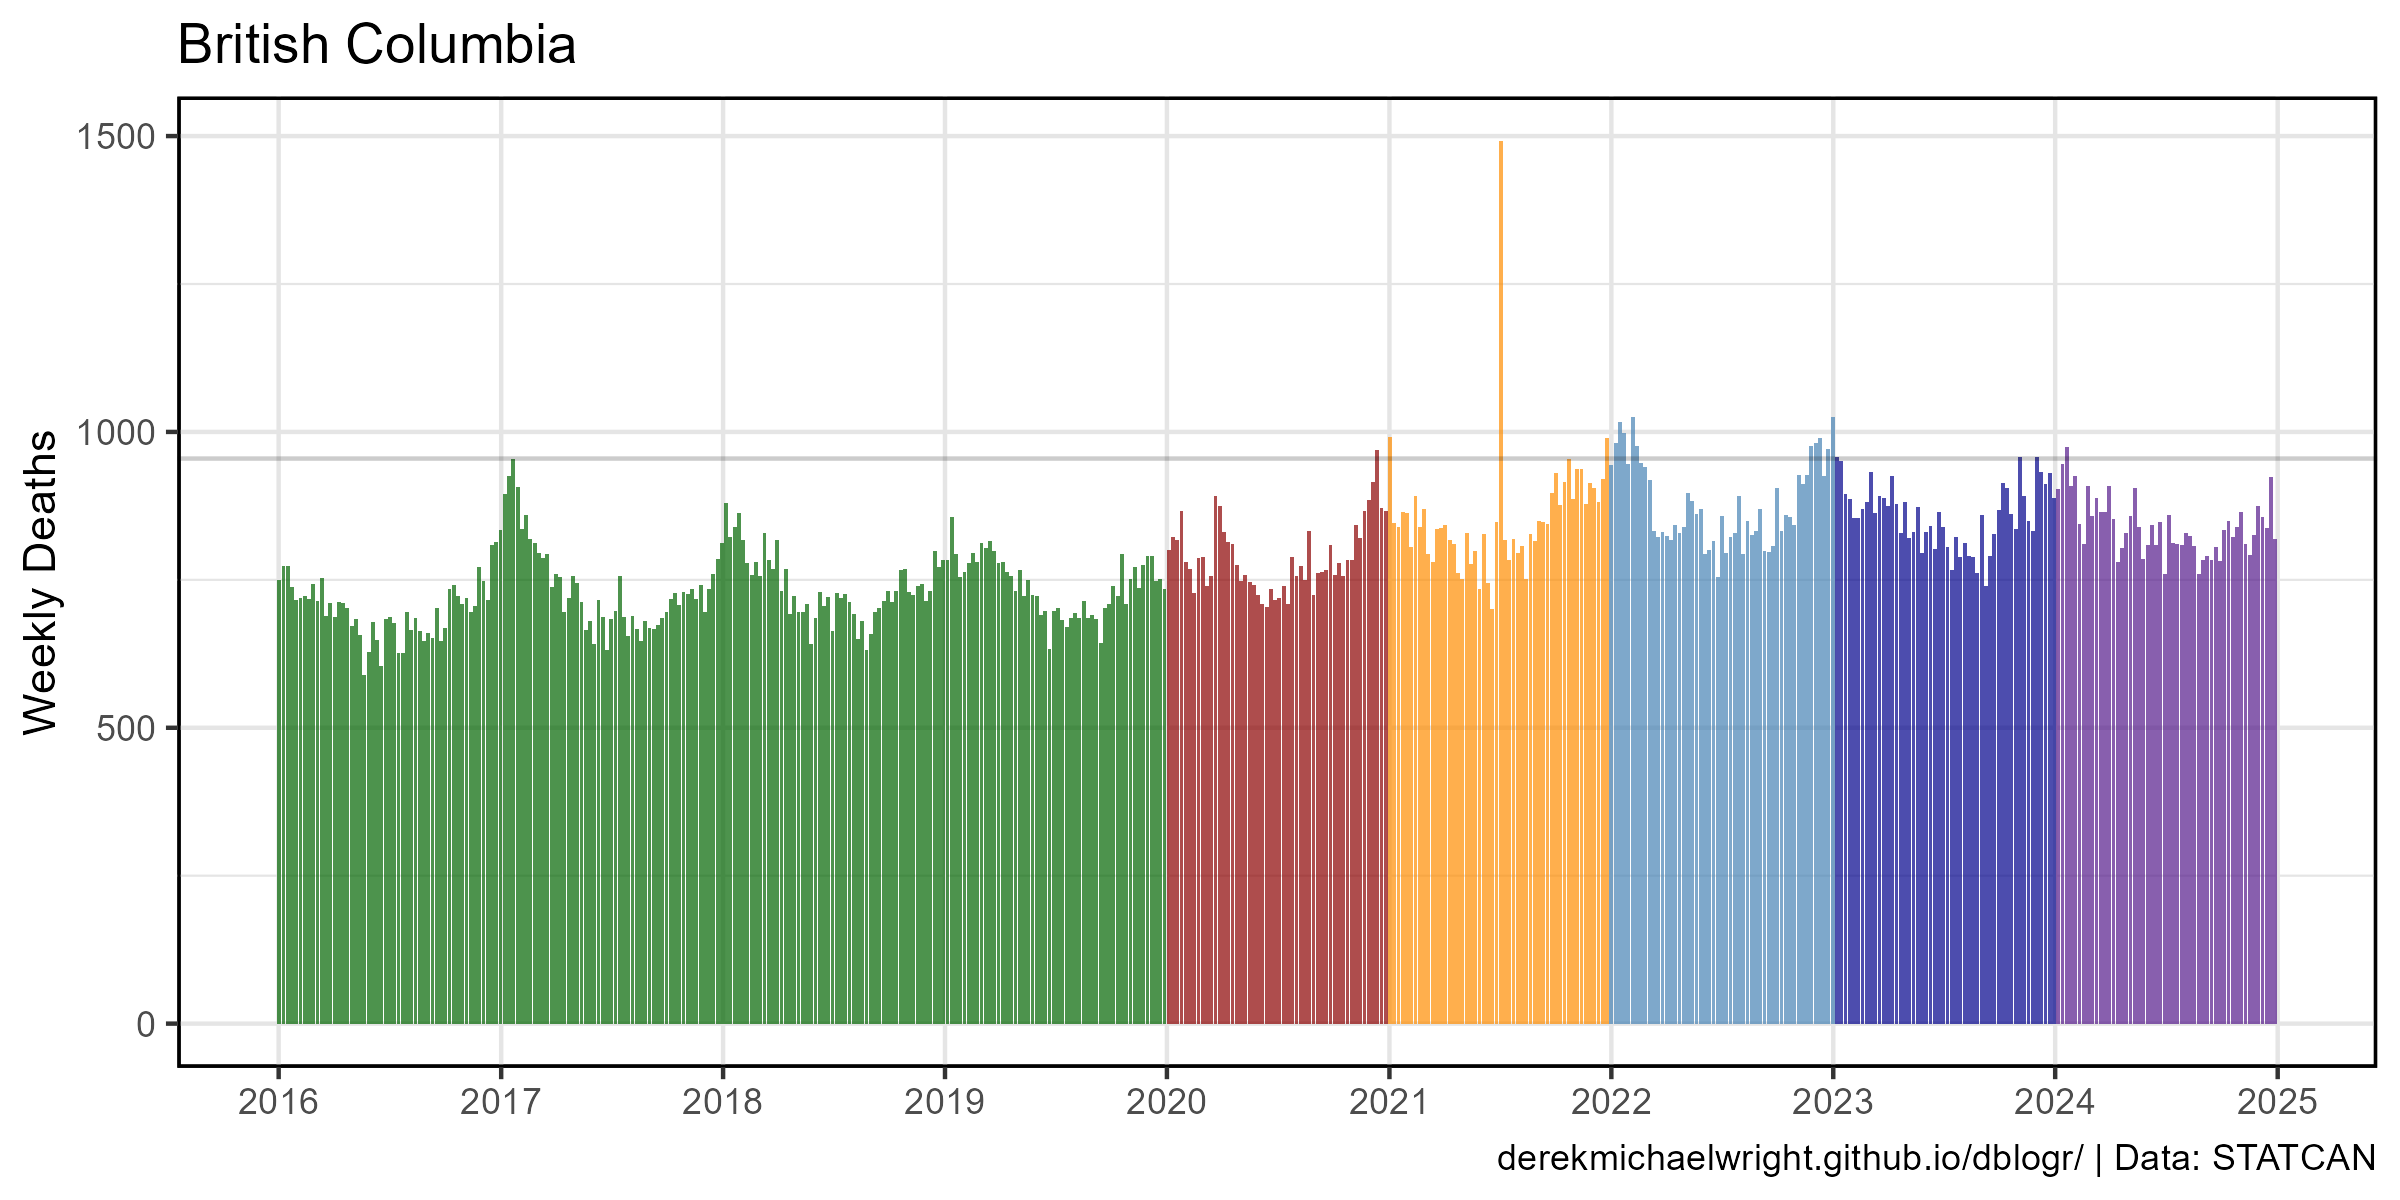 British Columbia
Weekly Deaths
1500
1000
500
0
2016 2017 2018 2019 2020 2021 2022 2023 2024 2025
derekmichaelwright.github.io/dblogr/ | Data: STATCAN